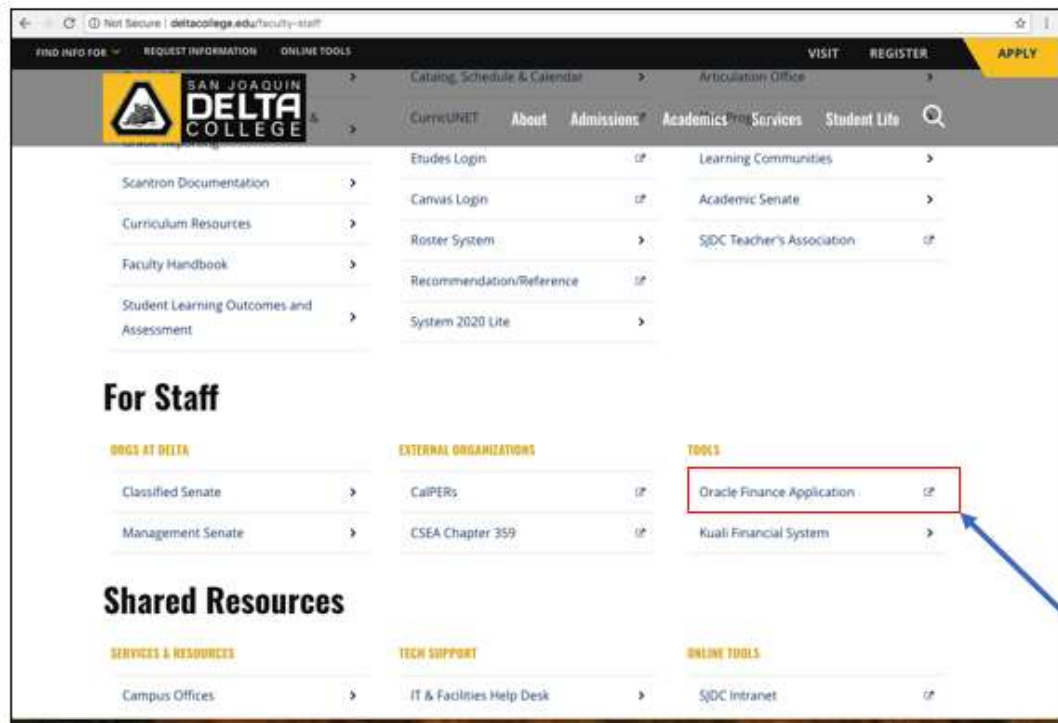 Not Secure | deltacollege.edu/faculty-staff
FIND INFO FOR REQUEST INFORMATION ONLINE TOOLS VISIT REGISTER APPLY
SAN JOAQUIN
DELTA
COLLEGE
Catalog, Schedule & Calendar
Articulation Office
CurricUNET
About Admissions Academics Services Student Life
&
Grade Reporting
Scantron Documentation
Curriculum Resources
Faculty Handbook
Student Learning Outcomes and
Assessment
Etudes Login
Canvas Login
Roster System
Recommendation/Reference
System 2020 Lite
Learning Communities
Academic Senate
SJDC Teacher's Association
For Staff
ORGS AT DELTA
Classified Senate
Management Senate
EXTERNAL ORGANIZATIONS
CalPERs
CSEA Chapter 359
TOOLS
Oracle Finance Application
Kuali Financial System
Shared Resources
SERVICES & RESOURCES
Campus Offices
TECH SUPPORT
IT & Facilities Help Desk
ONLINE TOOLS
SJDC Intranet